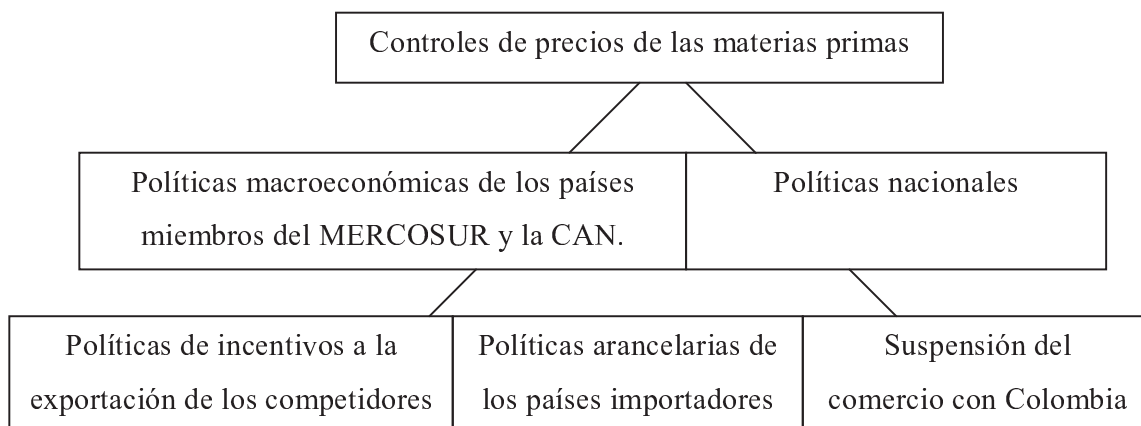 Controles de precios de las materias primas
Políticas macroeconómicas de los países
miembros del MERCOSUR y la CAN.
Políticas nacionales
Políticas de incentivos a la
exportación de los competidores
Políticas arancelarias de
los países importadores
Suspensión del
comercio con Colombia